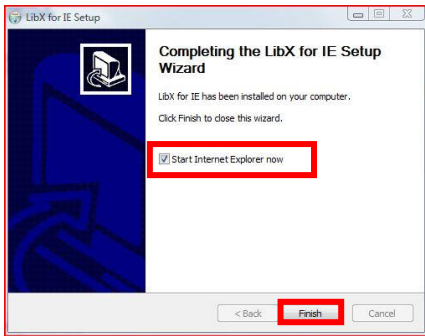 LibX for IE Setup
Completing the LibX for IE Setup
Wizard
LibX for IE has been installed on your computer.
Click Finish to close this wizard.
Start Internet Explorer now
< Back
Finish
Cancel